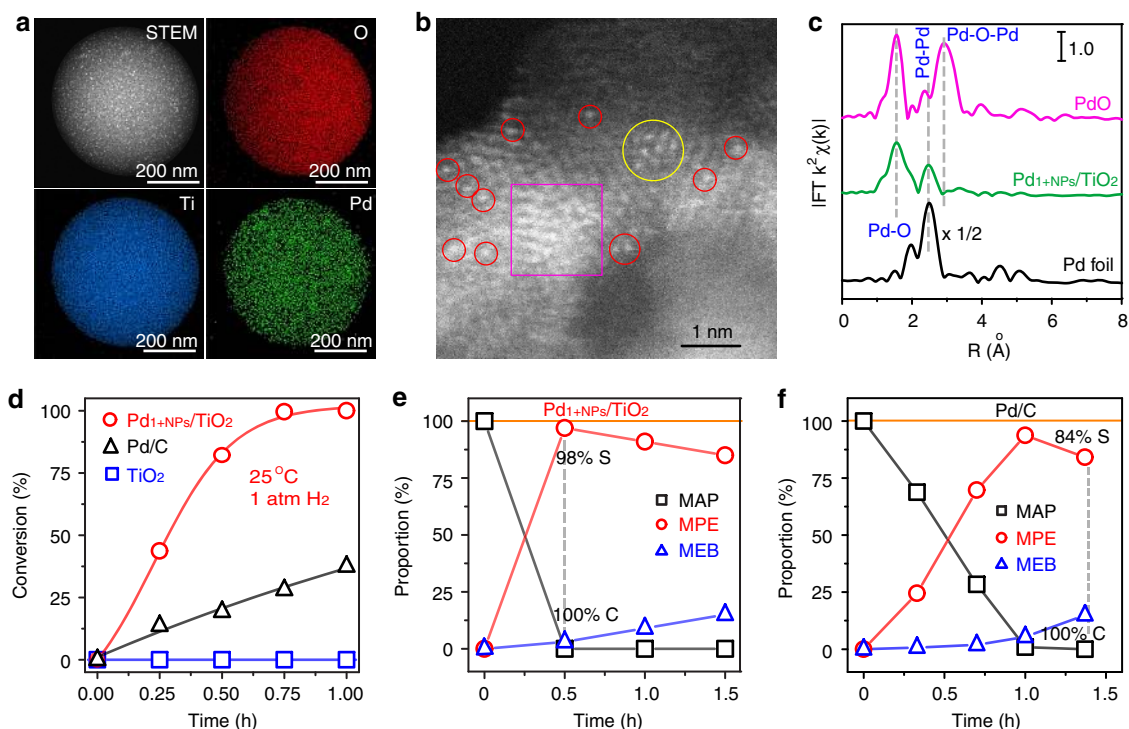 a
STEM
200 nm
O
200 nm
Ti
200 nm
Pd
200 nm
b
1 nm
c
|FT k² χ(k)|
Pd-O
Pd-Pd
Pd-O-Pd
1.0
PdO
Pd₁₊NPs/TiO₂
x 1/2
Pd foil
0 2 4 6 8
R (Å)
d
Conversion (%)
100
75
50
25
0
Pd₁₊NPs/TiO₂
Pd/C
TiO₂
25 °C
1 atm H₂
0.00 0.25 0.50 0.75 1.00
Time (h)
e
Proportion (%)
100
75
50
25
0
Pd₁₊NPs/TiO₂
98% S
MAP
MPE
MEB
100% C
0 0.5 1.0 1.5
Time (h)
f
Proportion (%)
100
75
50
25
0
Pd/C
84% S
MAP
MPE
MEB
100% C
0 0.5 1.0 1.5
Time (h)